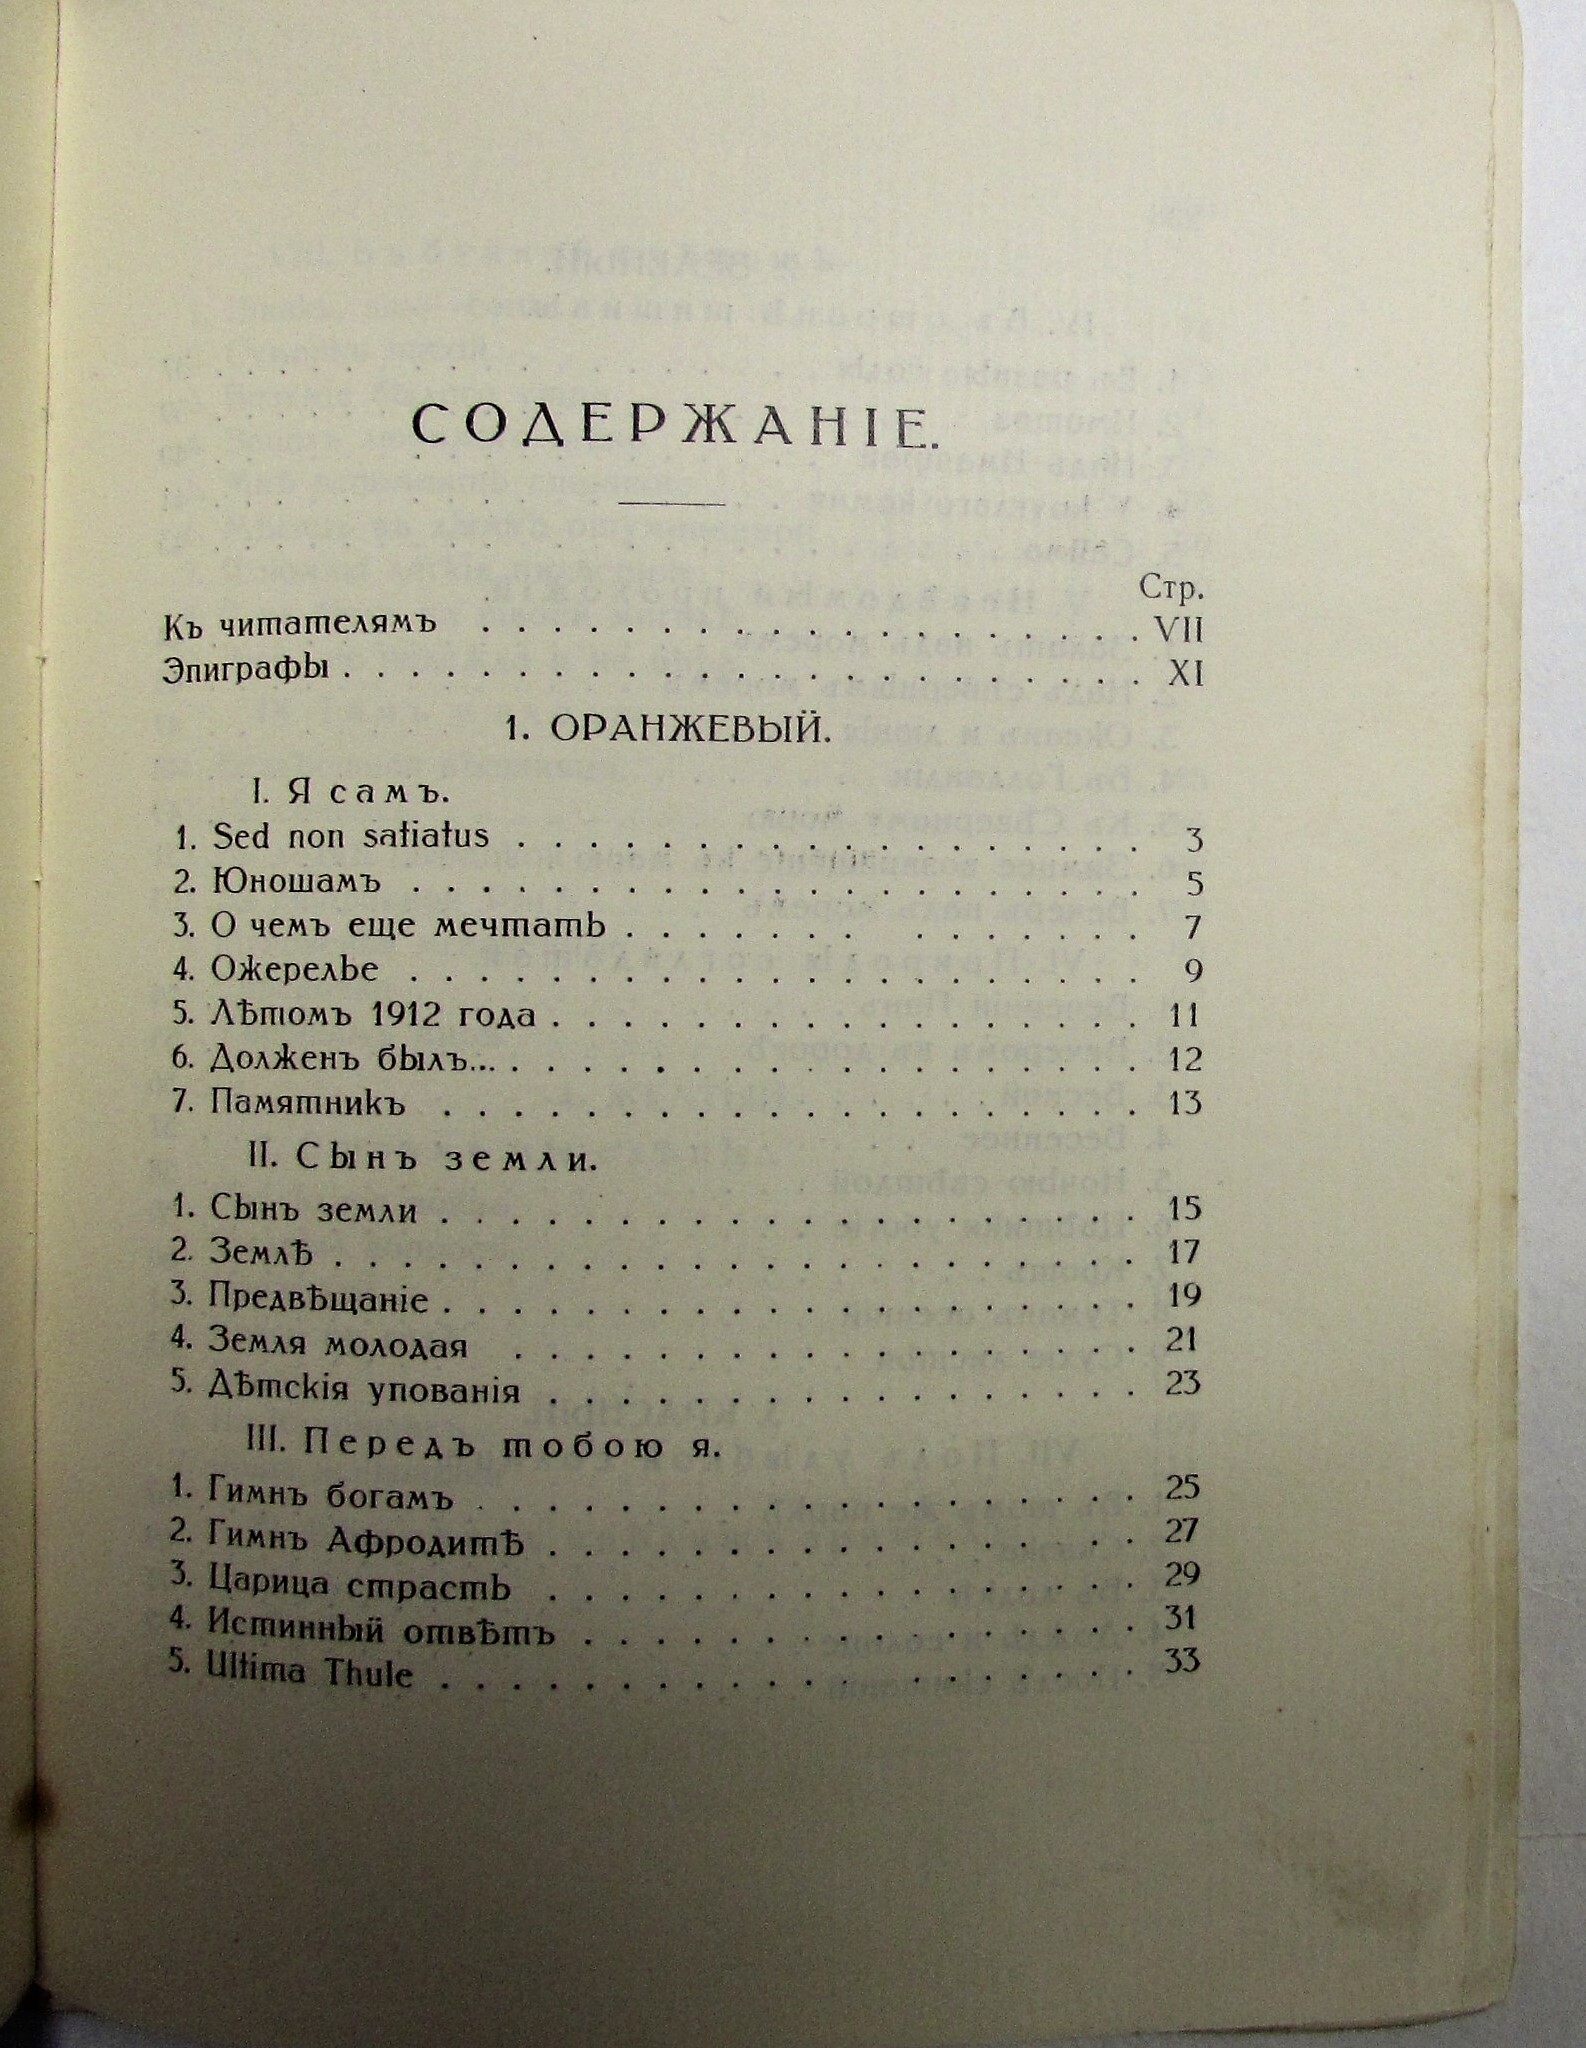 СОДЕРЖАНІЕ.
Стр.
Къ читателямъ . . . . . . . . . . . . . . . . . . . VII
Эпиграфы . . . . . . . . . . . . . . . . . . . . . . XI
1. ОРАНЖЕВЫЙ.
I. Я самъ.
1. Sed non satiatus . . . . . . . . . . . . . . . . . . 3
2. Юношамъ . . . . . . . . . . . . . . . . . . . . . 5
3. О чемъ еще мечтать . . . . . . . . . . . . . . 7
4. Ожерелье . . . . . . . . . . . . . . . . . . . . . 9
5. Лѣтомъ 1912 года . . . . . . . . . . . . . . . . . 11
6. Долженъ былъ... . . . . . . . . . . . . . . . . . . 12
7. Памятникъ . . . . . . . . . . . . . . . . . . . . 13
II. Сынъ земли.
1. Сынъ земли . . . . . . . . . . . . . . . . . . . . 15
2. Землѣ . . . . . . . . . . . . . . . . . . . . . . . 17
3. Предвѣщаніе . . . . . . . . . . . . . . . . . . . . 19
4. Земля молодая . . . . . . . . . . . . . . . . . . 21
5. Дѣтскія упованія . . . . . . . . . . . . . . . . . 23
III. Передъ тобою я.
1. Гимнъ богамъ . . . . . . . . . . . . . . . . . . . 25
2. Гимнъ Афродитѣ . . . . . . . . . . . . . . . 27
3. Царица страсть . . . . . . . . . . . . . . . . . 29
4. Истинный отвѣтъ . . . . . . . . . . . . . . . . 31
5. Ultima Thule . . . . . . . . . . . . . . . . . . . 33